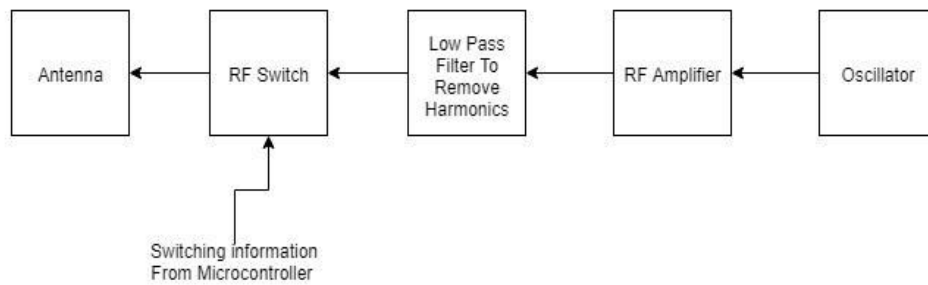 Antenna
RF Switch
Low Pass
Filter To
Remove
Harmonics
RF Amplifier
Oscillator
Switching information
From Microcontroller